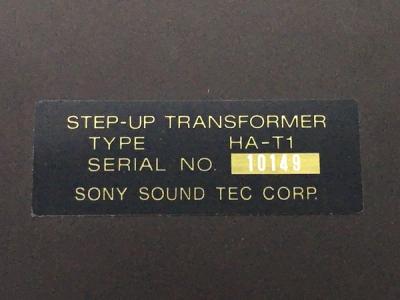 STEP-UP TRANSFORMER
TYPE HA-T1
SERIAL NO. 10149
SONY SOUND TEC CORP.